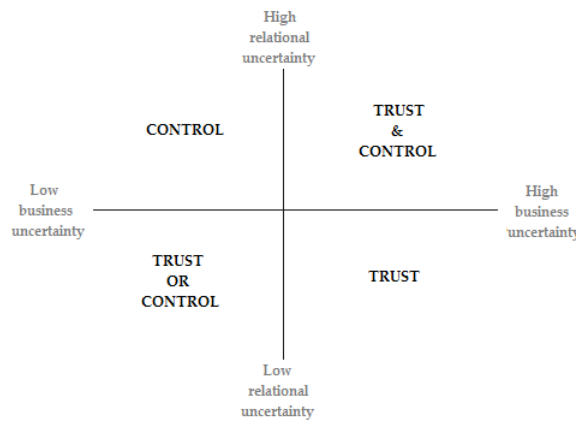 High
relational
uncertainty
CONTROL
TRUST
&
CONTROL
Low
business
uncertainty
High
business
uncertainty
TRUST
OR
CONTROL
TRUST
Low
relational
uncertainty